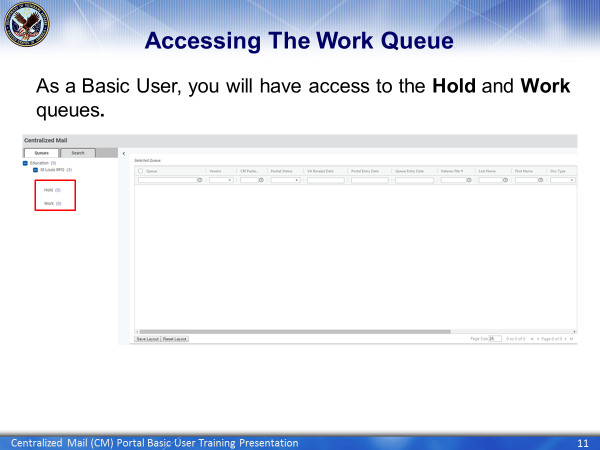 Accessing The Work Queue
As a Basic User, you will have access to the Hold and Work
queues.
Centralized Mail
Queues Search
Education (3)
St Louis RPO (3)
Hold (0)
Work (0)
Selected Queue
Queue Vendor CM Packe... Packet Status VA Receipt Date Portal Entry Date Queue Entry Date Veteran File # Last Name First Name Doc Type
Save Layout Reset Layout Page Size 25 0 to 0 of 0 Page 0 of 0
Centralized Mail (CM) Portal Basic User Training Presentation 11